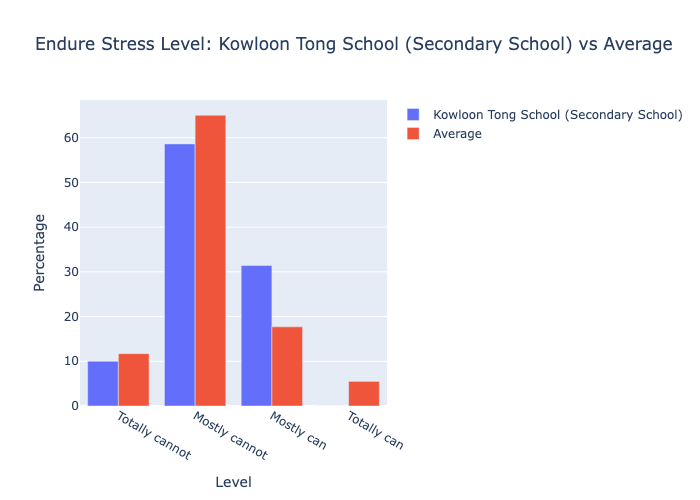 Endure Stress Level: Kowloon Tong School (Secondary School) vs Average
Kowloon Tong School (Secondary School)
Average
Percentage
60
50
40
30
20
10
0
Totally cannot
Mostly cannot
Mostly can
Totally can
Level